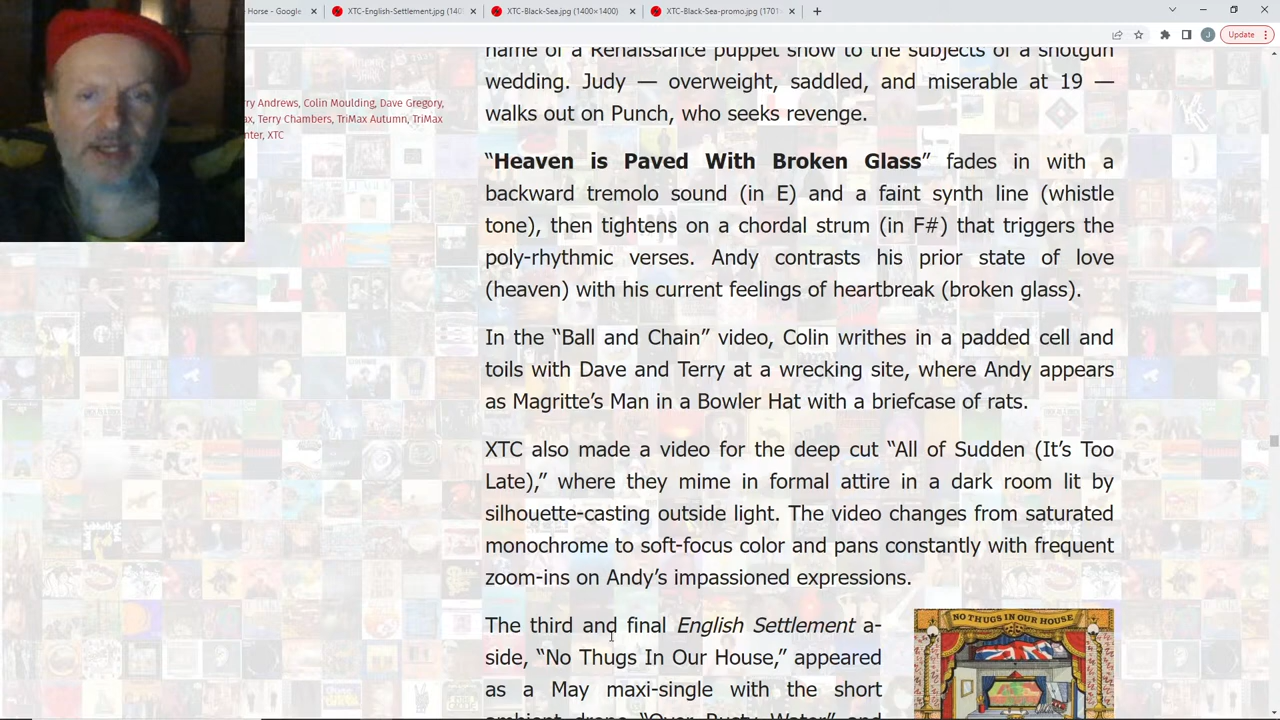 Horse - Google
XTC-English-Settlement.jpg (140
XTC-Black-Sea.jpg (1400×1400)
XTC-Black-Sea-promo.jpg (1701
J
Update
name of a Renaissance puppet show to the subjects of a shotgun
wedding. Judy — overweight, saddled, and miserable at 19 —
walks out on Punch, who seeks revenge.
rry Andrews, Colin Moulding, Dave Gregory,
ax, Terry Chambers, TriMax Autumn, TriMax
nter, XTC
“Heaven is Paved With Broken Glass” fades in with a
backward tremolo sound (in E) and a faint synth line (whistle
tone), then tightens on a chordal strum (in F#) that triggers the
poly-rhythmic verses. Andy contrasts his prior state of love
(heaven) with his current feelings of heartbreak (broken glass).
In the “Ball and Chain” video, Colin writhes in a padded cell and
toils with Dave and Terry at a wrecking site, where Andy appears
as Magritte’s Man in a Bowler Hat with a briefcase of rats.
XTC also made a video for the deep cut “All of Sudden (It’s Too
Late),” where they mime in formal attire in a dark room lit by
silhouette-casting outside light. The video changes from saturated
monochrome to soft-focus color and pans constantly with frequent
zoom-ins on Andy’s impassioned expressions.
The third and final English Settlement a-
side, “No Thugs In Our House,” appeared
as a May maxi-single with the short
ambient drone “Over Rusty Water” and
NO THUGS IN OUR HOUSE